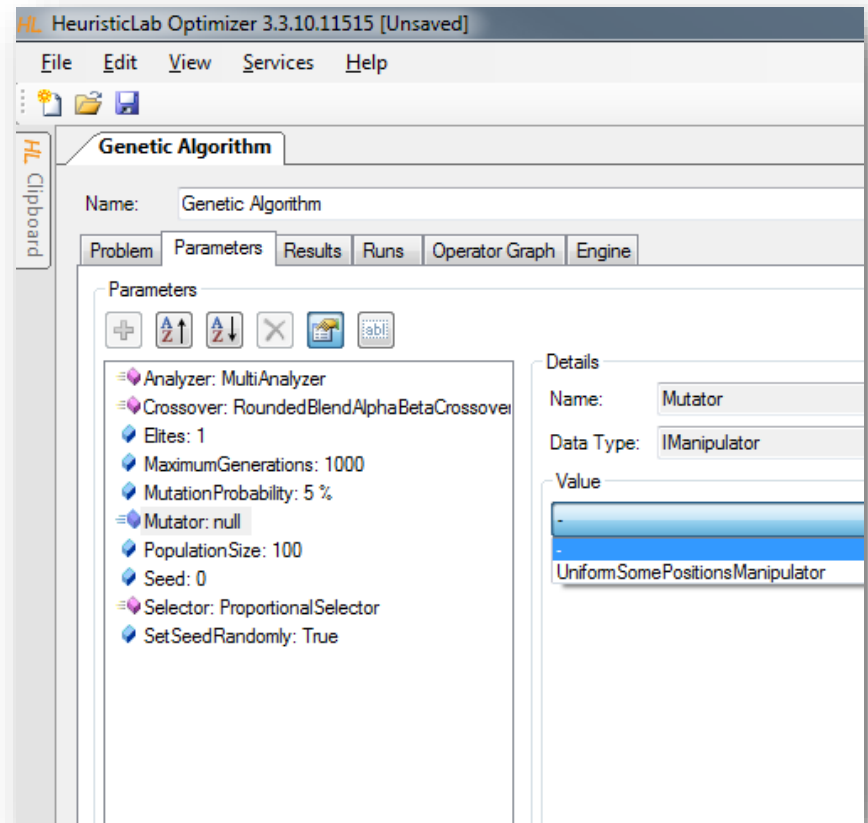 HL HeuristicLab Optimizer 3.3.10.11515 [Unsaved]
File Edit View Services Help
HL Clipboard
Genetic Algorithm
Name: Genetic Algorithm
Problem Parameters Results Runs Operator Graph Engine
Parameters
A Z A Z abl
Analyzer: MultiAnalyzer
Crossover: RoundedBlendAlphaBetaCrossover
Elites: 1
MaximumGenerations: 1000
MutationProbability: 5 %
Mutator: null
PopulationSize: 100
Seed: 0
Selector: ProportionalSelector
SetSeedRandomly: True
Details
Name: Mutator
Data Type: IManipulator
Value
-
-
UniformSomePositionsManipulator